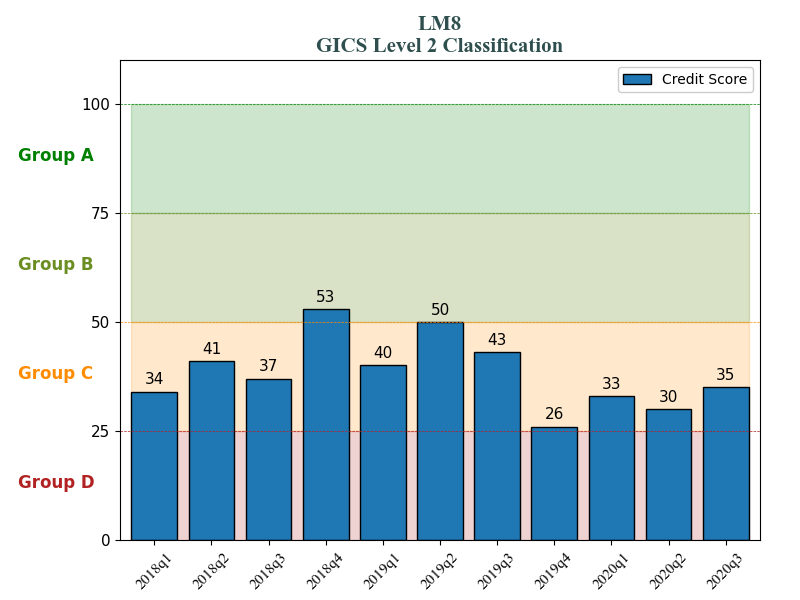 LM8
GICS Level 2 Classification
Credit Score
100
Group A
75
Group B
50
Group C
25
Group D
0
34
41
37
53
40
50
43
26
33
30
35
2018q1
2018q2
2018q3
2018q4
2019q1
2019q2
2019q3
2019q4
2020q1
2020q2
2020q3